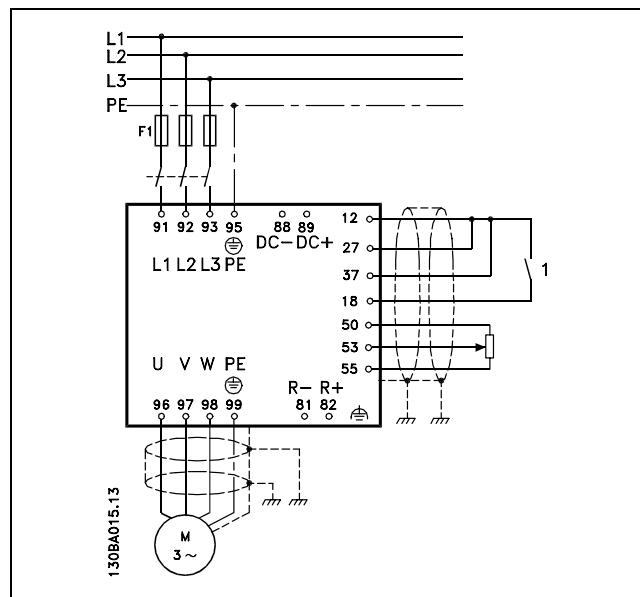 L1
L2
L3
PE
F1
91 92 93 95 88 89
DC- DC+
L1 L2 L3 PE
12
27
37
18
50
53
55
1
U V W PE
R- R+
96 97 98 99 81 82
M
3~
130BA015.13